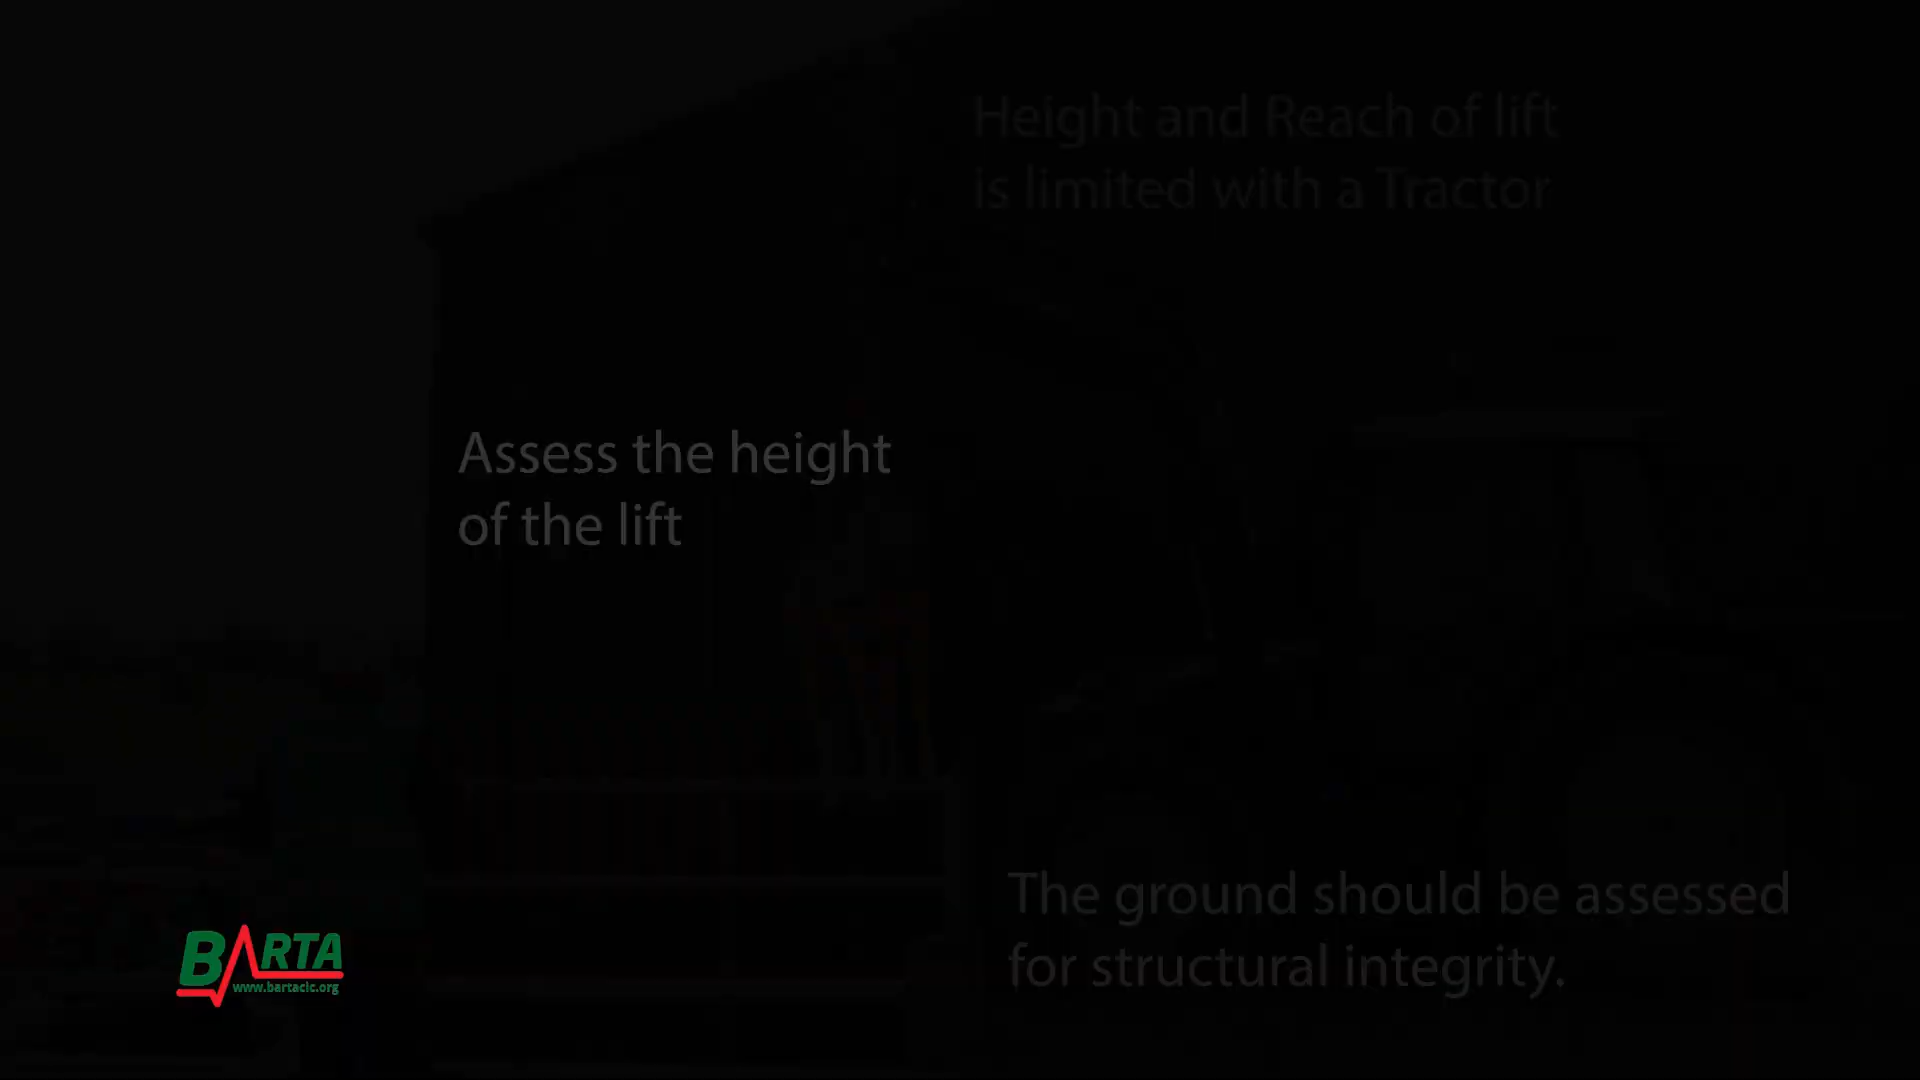 Height and Reach of lift
is limited with a Tractor
Assess the height
of the lift
The ground should be assessed
for structural integrity.
BARTA
www.bartacic.org